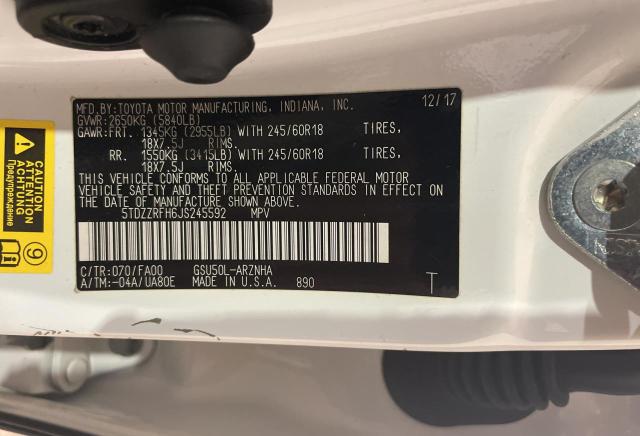 MFD.BY:TOYOTA MOTOR MANUFACTURING, INDIANA, INC. 12/17
GVWR:2650KG (5840LB)
GAWR:FRT. 1345KG (2955LB) WITH 245/60R18 TIRES,
18X7.5J RIMS.
RR. 1550KG (3415LB) WITH 245/60R18 TIRES,
18X7.5J RIMS.
THIS VEHICLE CONFORMS TO ALL APPLICABLE FEDERAL MOTOR
VEHICLE SAFETY AND THEFT PREVENTION STANDARDS IN EFFECT ON
THE DATE OF MANUFACTURE SHOWN ABOVE.
5TDZZRFH6JS245592 MPV
C/TR:070/FA00 GSU50L-ARZNHA
A/TM:-04A/UA80E MADE IN U.S.A. 890 T
CAUTION
ATTENTION
ACHTUNG
Предупреждение
9